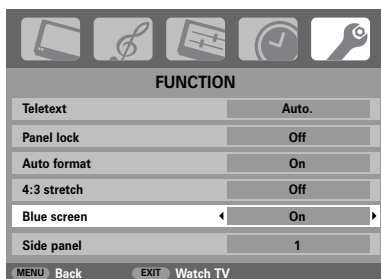 FUNCTION
Teletext Auto.
Panel lock Off
Auto format On
4:3 stretch Off
Blue screen On
Side panel 1
MENU Back EXIT Watch TV